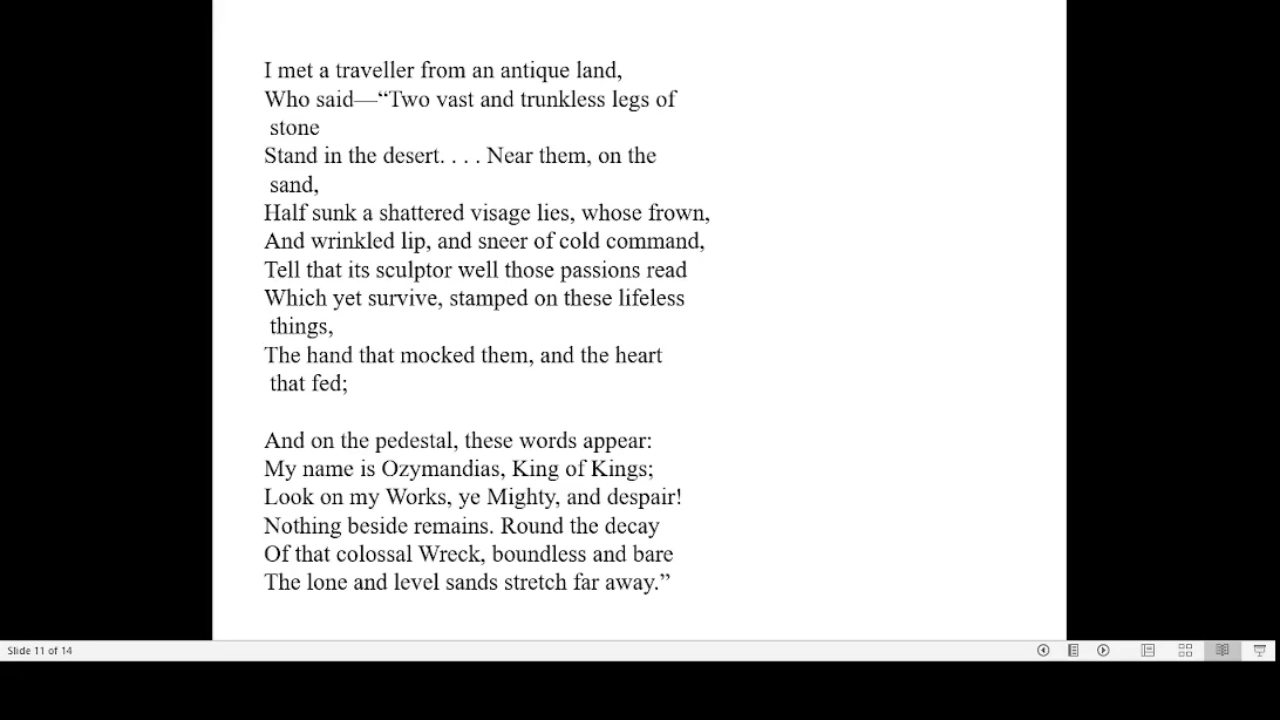 I met a traveller from an antique land,
Who said—“Two vast and trunkless legs of
stone
Stand in the desert. . . . Near them, on the
sand,
Half sunk a shattered visage lies, whose frown,
And wrinkled lip, and sneer of cold command,
Tell that its sculptor well those passions read
Which yet survive, stamped on these lifeless
things,
The hand that mocked them, and the heart
that fed;
And on the pedestal, these words appear:
My name is Ozymandias, King of Kings;
Look on my Works, ye Mighty, and despair!
Nothing beside remains. Round the decay
Of that colossal Wreck, boundless and bare
The lone and level sands stretch far away.”
Slide 11 of 14